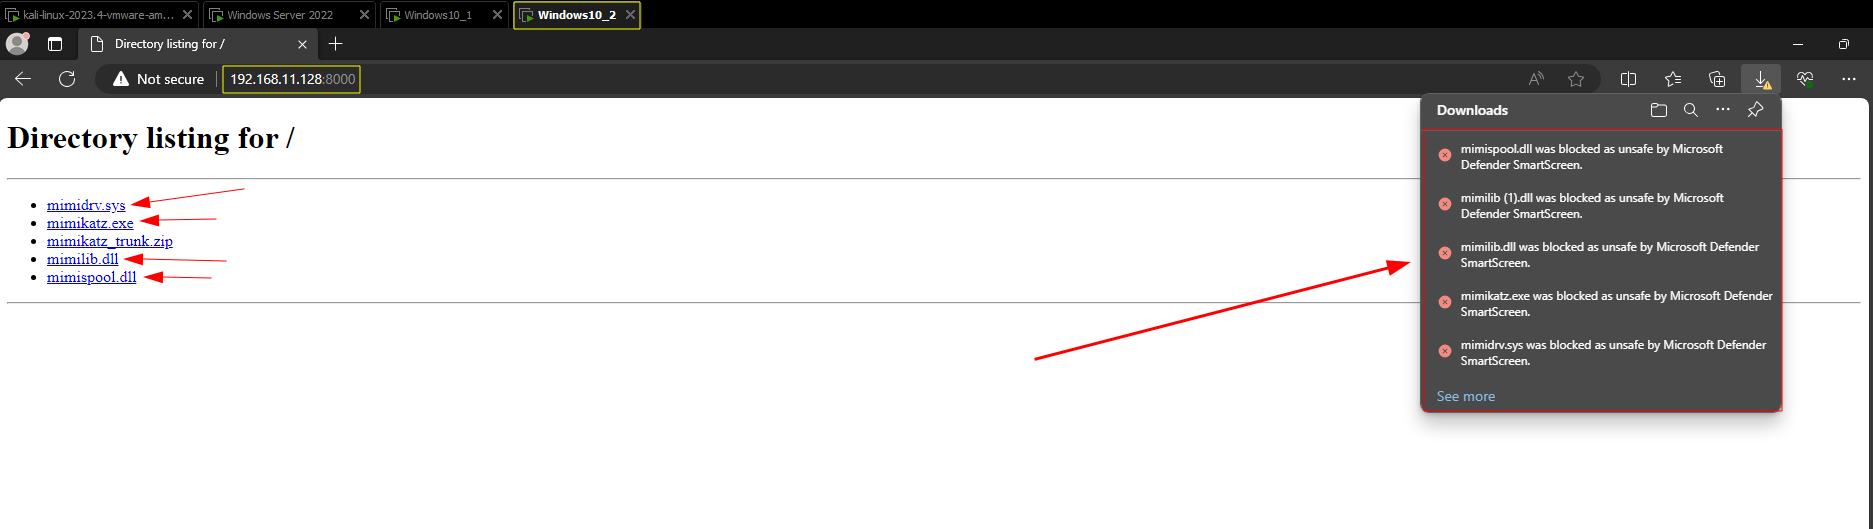 kali-linux-2023.4-vmware-am...
Windows Server 2022
Windows10_1
Windows10_2
Directory listing for /
Not secure
192.168.11.128:8000
A
Downloads
Directory listing for /
mimispool.dll was blocked as unsafe by Microsoft
Defender SmartScreen.
mimilib (1).dll was blocked as unsafe by Microsoft
Defender SmartScreen.
mimilib.dll was blocked as unsafe by Microsoft Defender
SmartScreen.
mimikatz.exe was blocked as unsafe by Microsoft Defender
SmartScreen.
mimidrv.sys was blocked as unsafe by Microsoft Defender
SmartScreen.
See more
mimidrv.sys
mimikatz.exe
mimikatz_trunk.zip
mimilib.dll
mimispool.dll